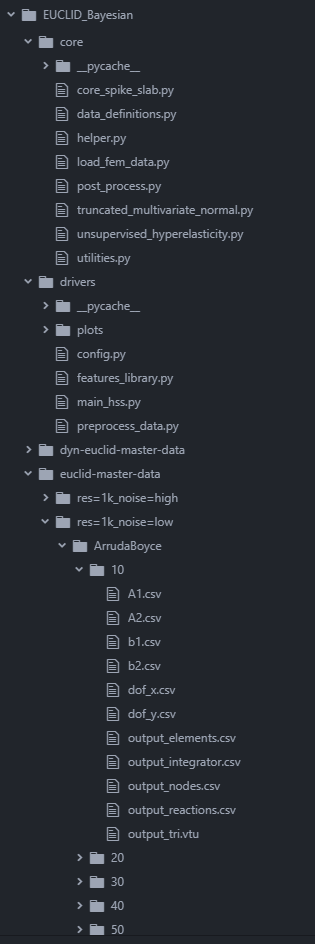 EUCLID_Bayesian
core
__pycache__
core_spike_slab.py
data_definitions.py
helper.py
load_fem_data.py
post_process.py
truncated_multivariate_normal.py
unsupervised_hyperelasticity.py
utilities.py
drivers
__pycache__
plots
config.py
features_library.py
main_hss.py
preprocess_data.py
dyn-euclid-master-data
euclid-master-data
res=1k_noise=high
res=1k_noise=low
ArrudaBoyce
10
A1.csv
A2.csv
b1.csv
b2.csv
dof_x.csv
dof_y.csv
output_elements.csv
output_integrator.csv
output_nodes.csv
output_reactions.csv
output_tri.vtu
20
30
40
50